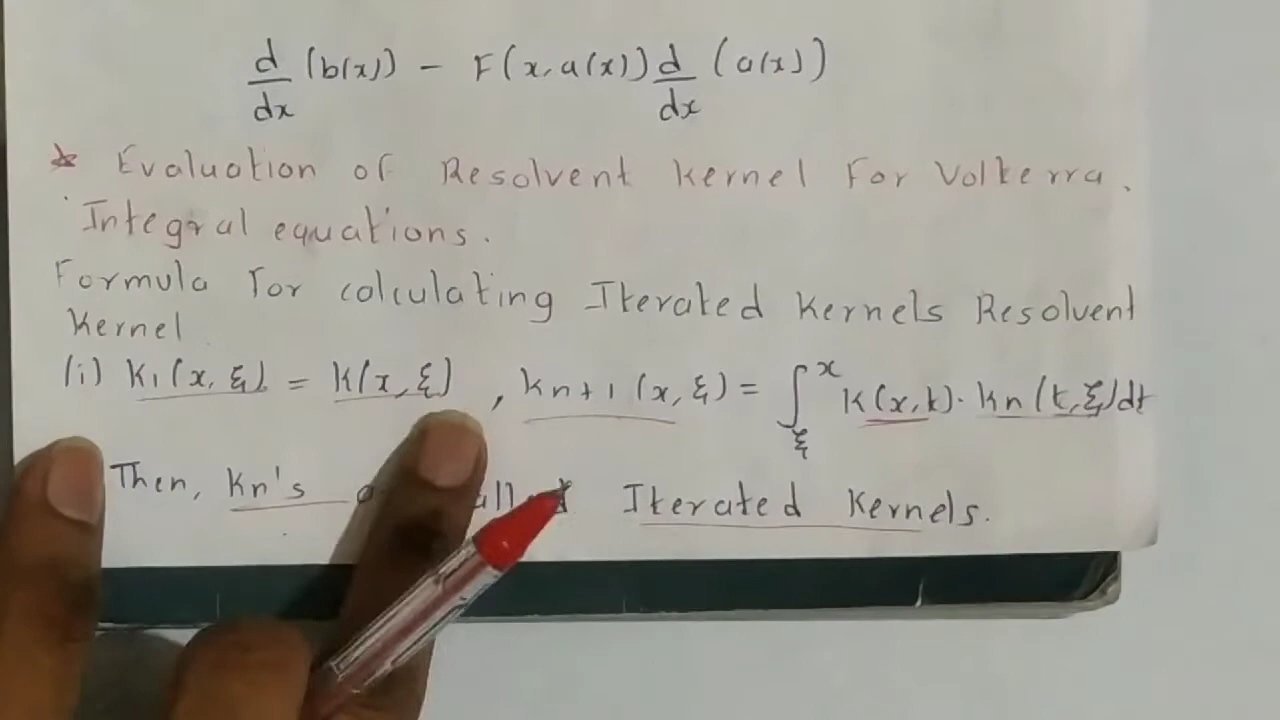 d/dx (b(x)) - F(x, a(x)) d/dx (a(x))
* Evaluation of Resolvent kernel For Volterra.
Integral equations.
Formula For calculating Iterated kernels Resolvent
kernel
(i) k1(x, ξ) = k(x, ξ) , kn+1 (x, ξ) = ∫_ξ^x k(x, t) · kn(t, ξ)dt
Then, kn's Iterated kernels.